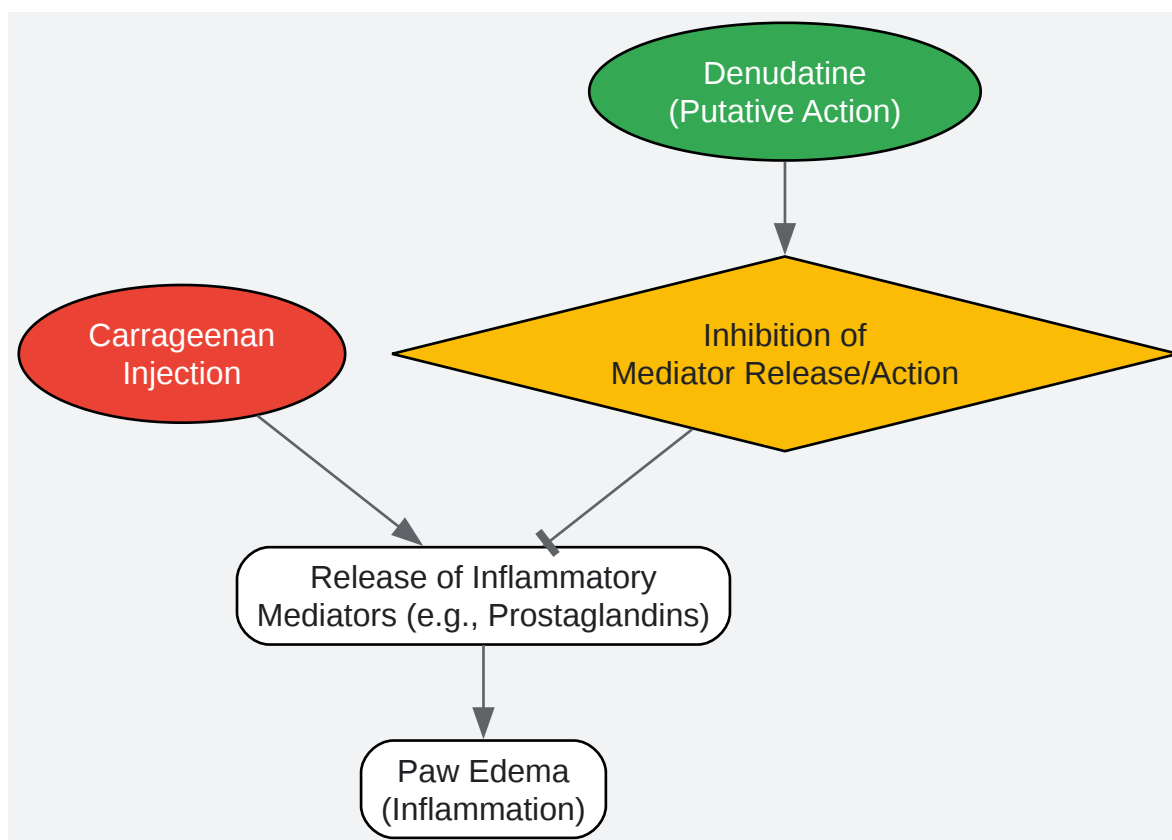 Denudatine
(Putative Action)
Carrageenan
Injection
Inhibition of
Mediator Release/Action
Release of Inflammatory
Mediators (e.g., Prostaglandins)
Paw Edema
(Inflammation)